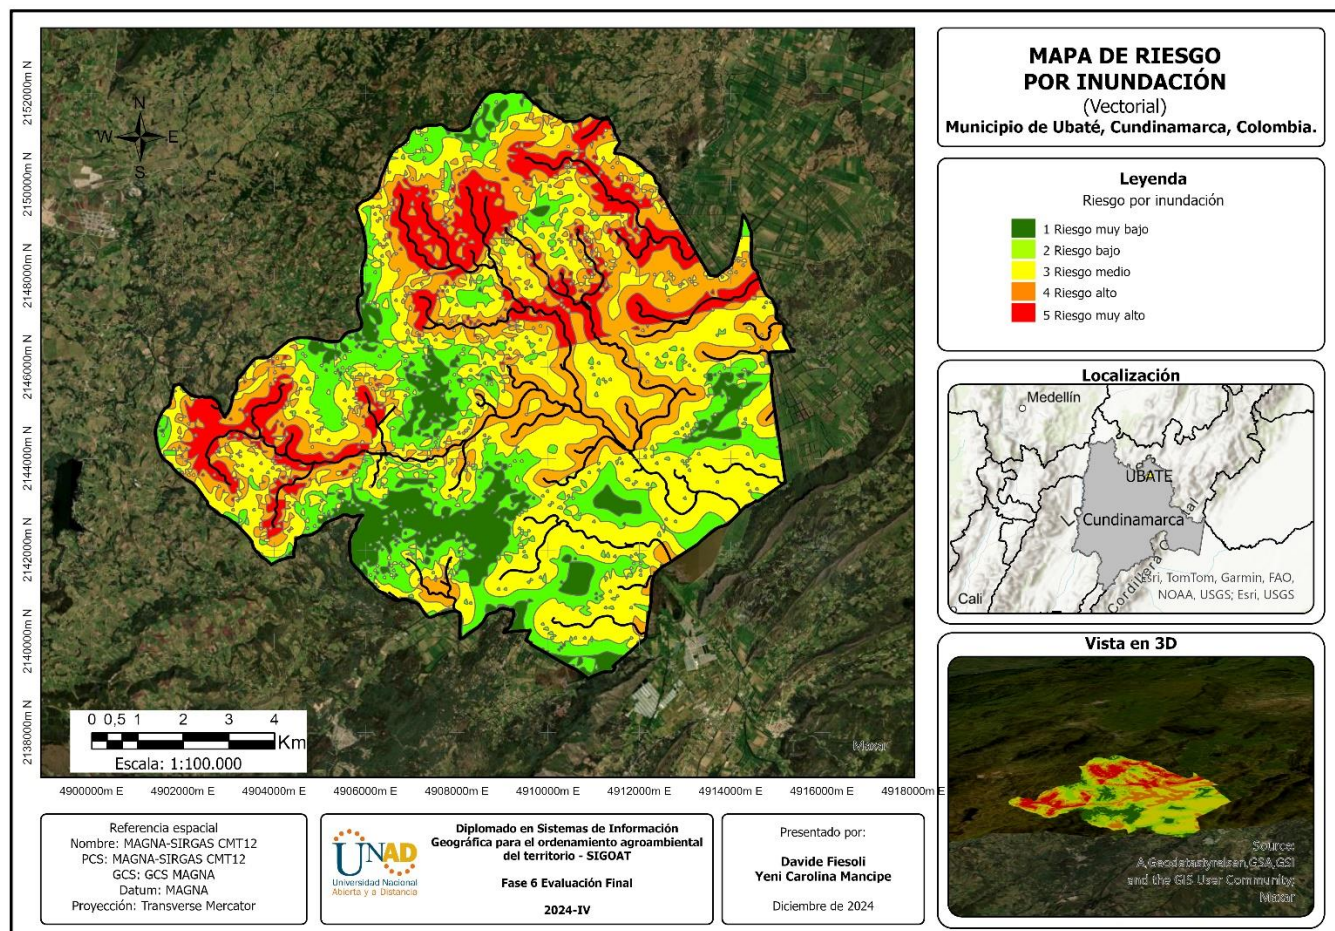 MAPA DE RIESGO
POR INUNDACIÓN
(Vectorial)
Municipio de Ubaté, Cundinamarca, Colombia.
2152000m N
2150000m N
2148000m N
2146000m N
2144000m N
2142000m N
2140000m N
2138000m N
N
W
E
S
0 0,5 1 2 3 4
Km
Escala: 1:100.000
Maxar
4900000m E 4902000m E 4904000m E 4906000m E 4908000m E 4910000m E 4912000m E 4914000m E 4916000m E 4918000m E
Leyenda
Riesgo por inundación
1 Riesgo muy bajo
2 Riesgo bajo
3 Riesgo medio
4 Riesgo alto
5 Riesgo muy alto
Localización
Medellín
UBATE
Cundinamarca
Cordillera
Cali
Esri, TomTom, Garmin, FAO,
NOAA, USGS; Esri, USGS
Vista en 3D
Source:
A,Geodatastyrelsen,GSA,GSI
and the GIS User Community;
Maxar
Referencia espacial
Nombre: MAGNA-SIRGAS CMT12
PCS: MAGNA-SIRGAS CMT12
GCS: GCS MAGNA
Datum: MAGNA
Proyección: Transverse Mercator
UNAD
Universidad Nacional
Abierta y a Distancia
Diplomado en Sistemas de Información
Geográfica para el ordenamiento agroambiental
del territorio - SIGOAT
Fase 6 Evaluación Final
2024-IV
Presentado por:
Davide Fiesoli
Yeni Carolina Mancipe
Diciembre de 2024